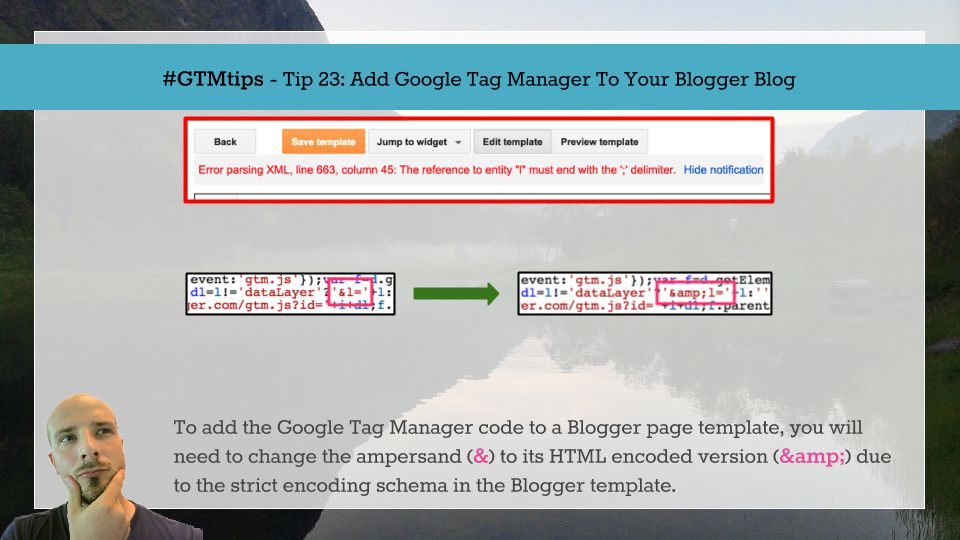 #GTMtips - Tip 23: Add Google Tag Manager To Your Blogger Blog
Back Save template Jump to widget Edit template Preview template
Error parsing XML, line 663, column 45: The reference to entity "l" must end with the ';' delimiter. Hide notification
event:'gtm.js'});var f=d.g
dl=l!='dataLayer'?'&l='+l:
ger.com/gtm.js?id='+i+dl;f.
event:'gtm.js'});var f=d.getElem
dl=l!='dataLayer'?'&amp;l='+l:''
er.com/gtm.js?id='+i+dl;f.parent
To add the Google Tag Manager code to a Blogger page template, you will
need to change the ampersand (&) to its HTML encoded version (&amp;) due
to the strict encoding schema in the Blogger template.